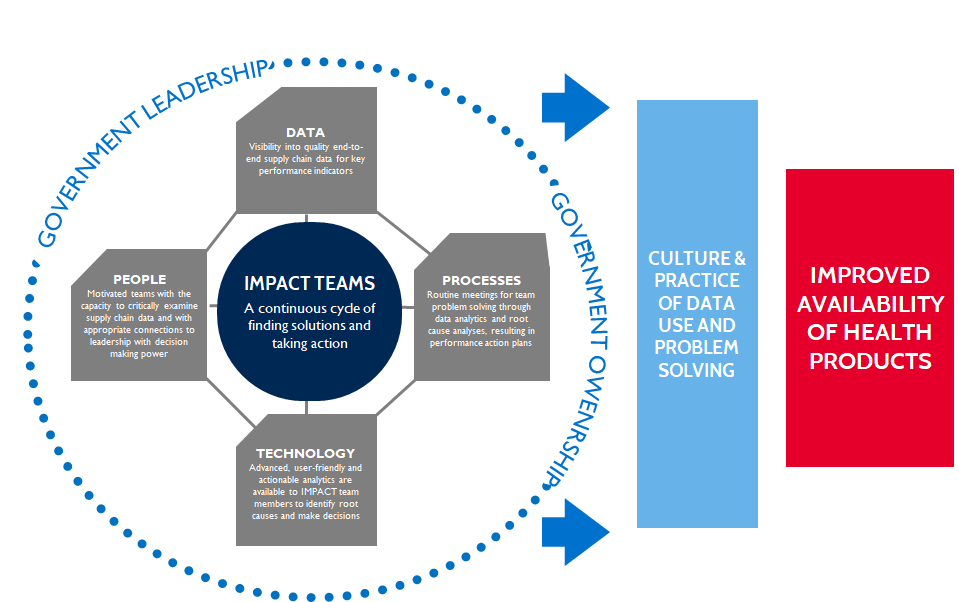 GOVERNMENT LEADERSHIP
DATA
Visibility into quality end-to-
end supply chain data for key
performance indicators
PEOPLE
Motivated teams with the
capacity to critically examine
supply chain data and with
appropriate connections to
leadership with decision
making power
IMPACT TEAMS
A continuous cycle of
finding solutions and
taking action
PROCESSES
Routine meetings for team
problem solving through
data analytics and root
cause analyses, resulting in
performance action plans
TECHNOLOGY
Advanced, user-friendly and
actionable analytics are
available to IMPACT team
members to identify root
causes and make decisions
GOVERNMENT OWENRSHIP
CULTURE &
PRACTICE
OF DATA
USE AND
PROBLEM
SOLVING
IMPROVED
AVAILABILITY
OF HEALTH
PRODUCTS